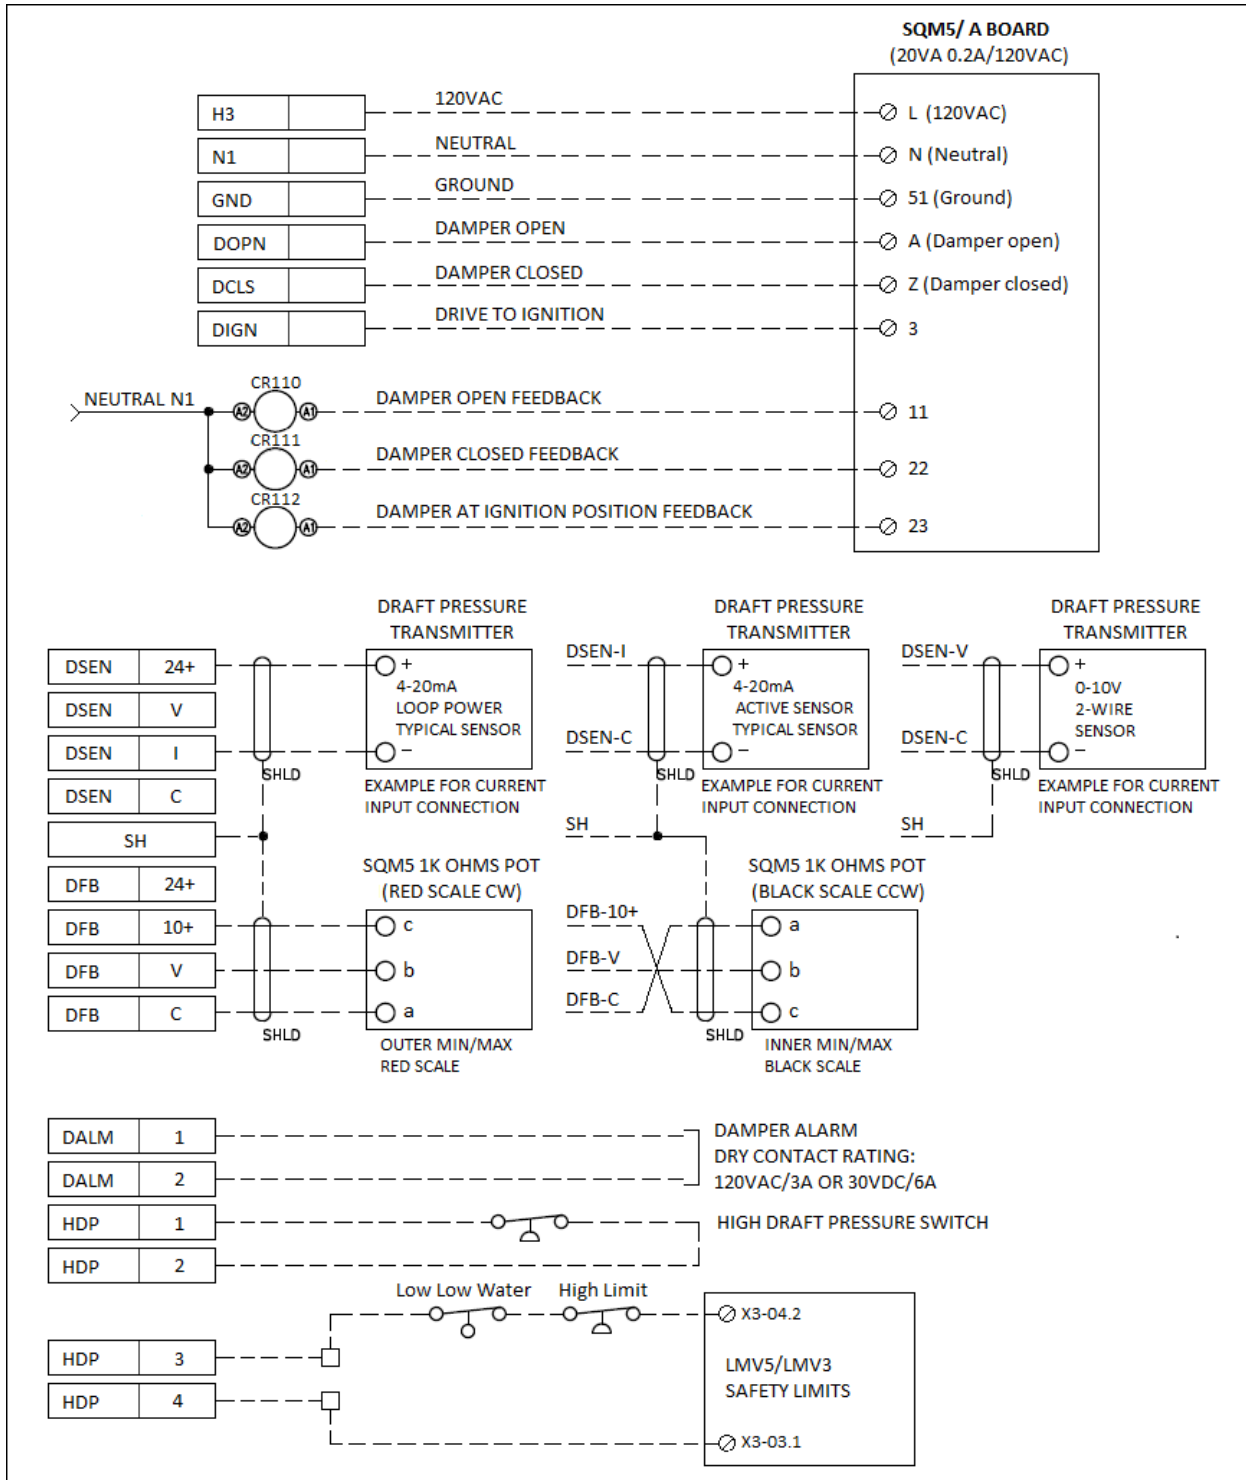 SQM5/ A BOARD
(20VA 0.2A/120VAC)
H3
120VAC
L (120VAC)
N1
NEUTRAL
N (Neutral)
GND
GROUND
51 (Ground)
DOPN
DAMPER OPEN
A (Damper open)
DCLS
DAMPER CLOSED
Z (Damper closed)
DIGN
DRIVE TO IGNITION
3
NEUTRAL N1
CR110
A2
A1
DAMPER OPEN FEEDBACK
11
CR111
A2
A1
DAMPER CLOSED FEEDBACK
22
CR112
A2
A1
DAMPER AT IGNITION POSITION FEEDBACK
23
DSEN 24+
DSEN V
DSEN I
DSEN C
SH
DFB 24+
DFB 10+
DFB V
DFB C
DRAFT PRESSURE
TRANSMITTER
+
4-20mA
LOOP POWER
TYPICAL SENSOR
−
SHLD
EXAMPLE FOR CURRENT
INPUT CONNECTION
DRAFT PRESSURE
TRANSMITTER
DSEN-I
+
4-20mA
ACTIVE SENSOR
TYPICAL SENSOR
DSEN-C
−
SHLD
EXAMPLE FOR CURRENT
INPUT CONNECTION
SH
DRAFT PRESSURE
TRANSMITTER
DSEN-V
+
0-10V
2-WIRE
SENSOR
DSEN-C
−
SHLD
EXAMPLE FOR CURRENT
INPUT CONNECTION
SH
SQM5 1K OHMS POT
(RED SCALE CW)
c
b
a
SHLD
OUTER MIN/MAX
RED SCALE
SQM5 1K OHMS POT
(BLACK SCALE CCW)
DFB-10+
a
DFB-V
b
DFB-C
c
SHLD
INNER MIN/MAX
BLACK SCALE
DALM 1
DALM 2
DAMPER ALARM
DRY CONTACT RATING:
120VAC/3A OR 30VDC/6A
HDP 1
HDP 2
HIGH DRAFT PRESSURE SWITCH
Low Low Water
High Limit
X3-04.2
HDP 3
HDP 4
LMV5/LMV3
SAFETY LIMITS
X3-03.1